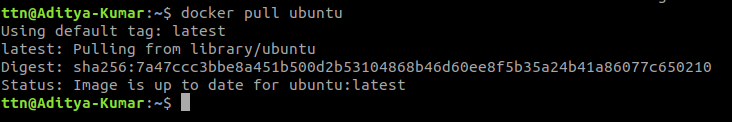 ttn@Aditya-Kumar:~$ docker pull ubuntu
Using default tag: latest
latest: Pulling from library/ubuntu
Digest: sha256:7a47ccc3bbe8a451b500d2b53104868b46d60ee8f5b35a24b41a86077c650210
Status: Image is up to date for ubuntu:latest
ttn@Aditya-Kumar:~$